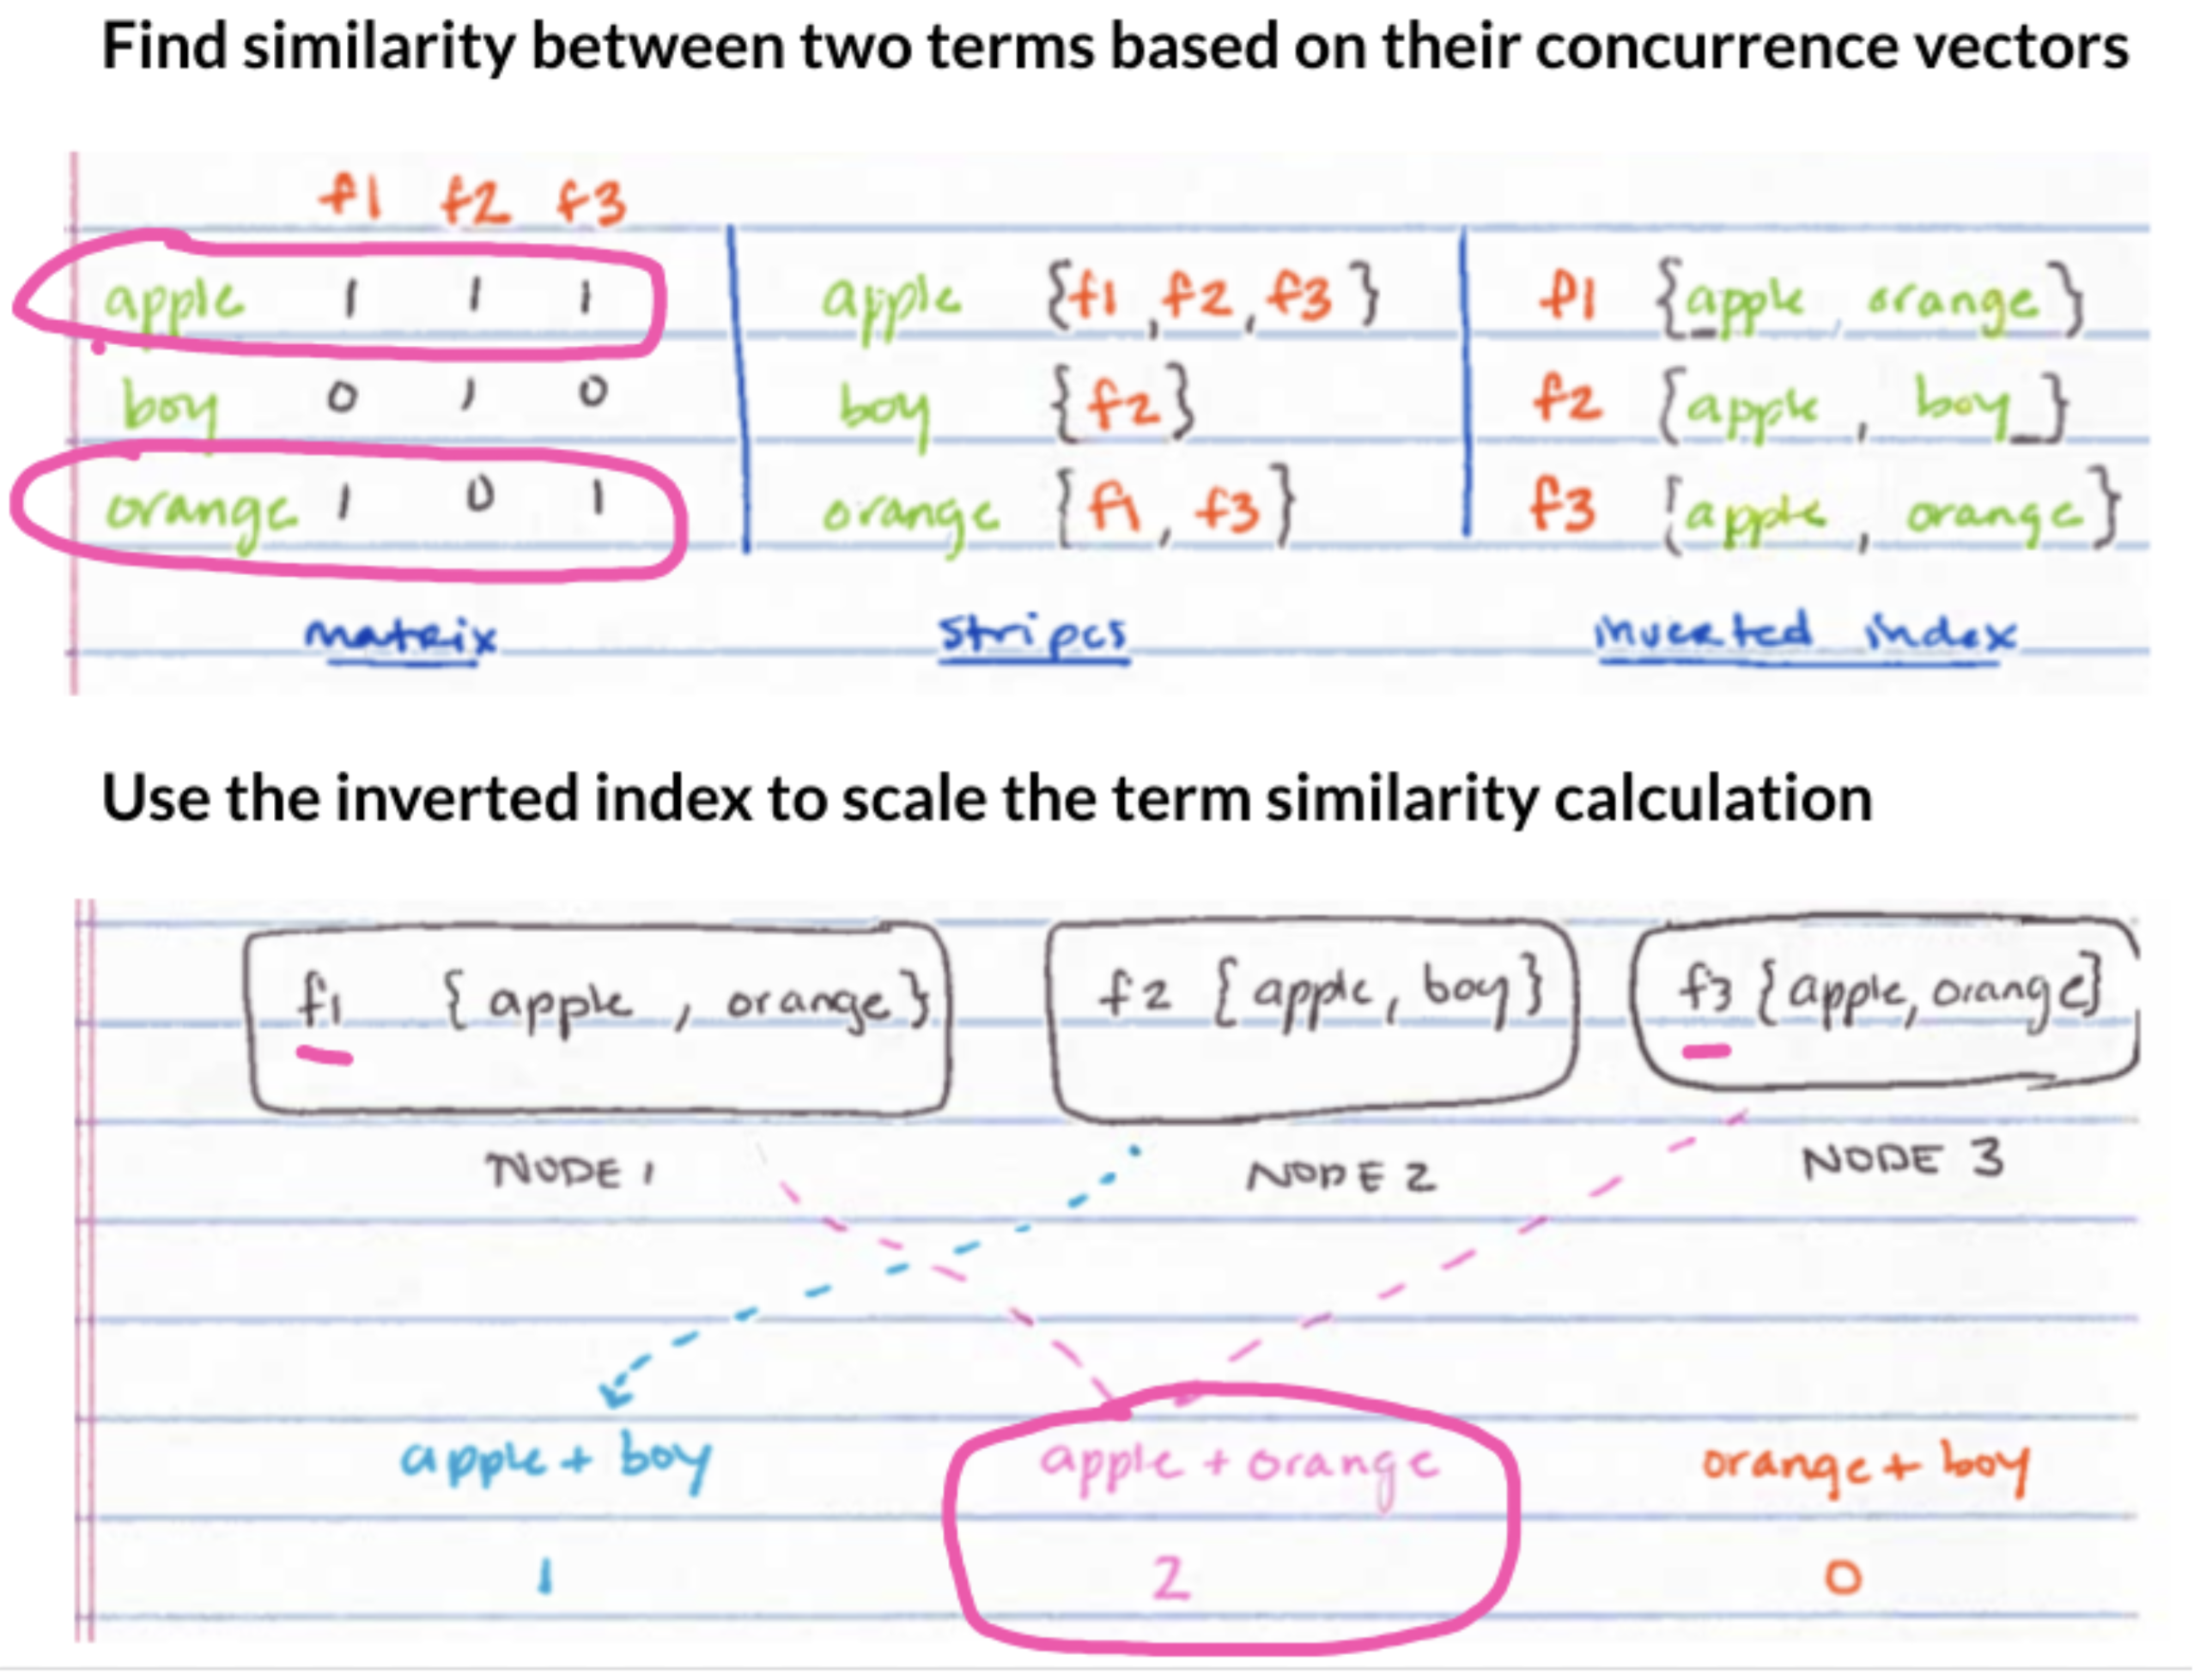 Find similarity between two terms based on their concurrence vectors
f1 f2 f3
apple 1 1 1
boy 0 1 0
orange 1 0 1
matrix
apple {f1, f2, f3}
boy {f2}
orange {f1, f3}
stripes
f1 {apple, orange}
f2 {apple, boy}
f3 {apple, orange}
inverted index
Use the inverted index to scale the term similarity calculation
f1 {apple, orange}
NODE 1
f2 {apple, boy}
NODE 2
f3 {apple, orange}
NODE 3
apple + boy
1
apple + orange
2
orange + boy
0